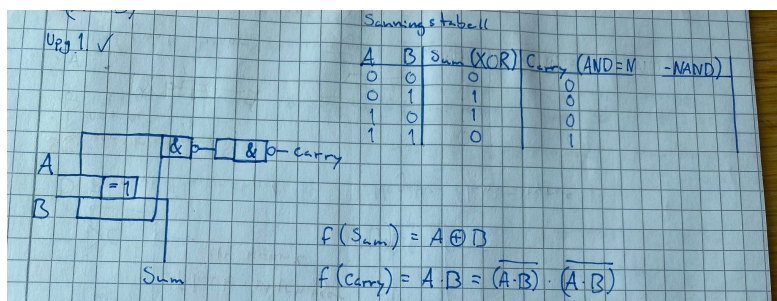 Sanningstabell
Upg 1. ✓
A B Sum (XOR) Carry (AND = N -NAND)
0 0 0 0
0 1 1 0
1 0 1 0
1 1 0 1
& & carry
A
= 1
B
Sum
f (Sum) = A ⊕ B
f (Carry) = A · B = (A̅·̅B̅) · (A̅·̅B̅)